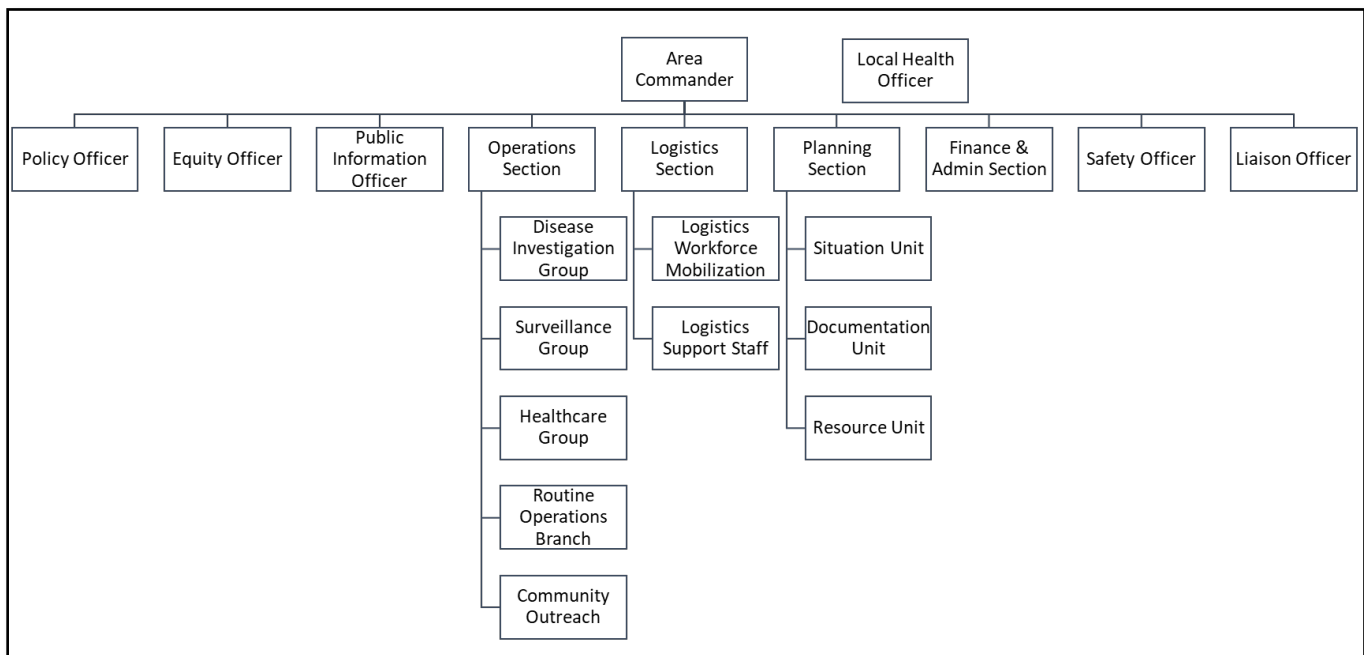 Area
Commander
Local Health
Officer
Policy Officer
Equity Officer
Public
Information
Officer
Operations
Section
Logistics
Section
Planning
Section
Finance &
Admin Section
Safety Officer
Liaison Officer
Disease
Investigation
Group
Surveillance
Group
Healthcare
Group
Routine
Operations
Branch
Community
Outreach
Logistics
Workforce
Mobilization
Logistics
Support Staff
Situation Unit
Documentation
Unit
Resource Unit